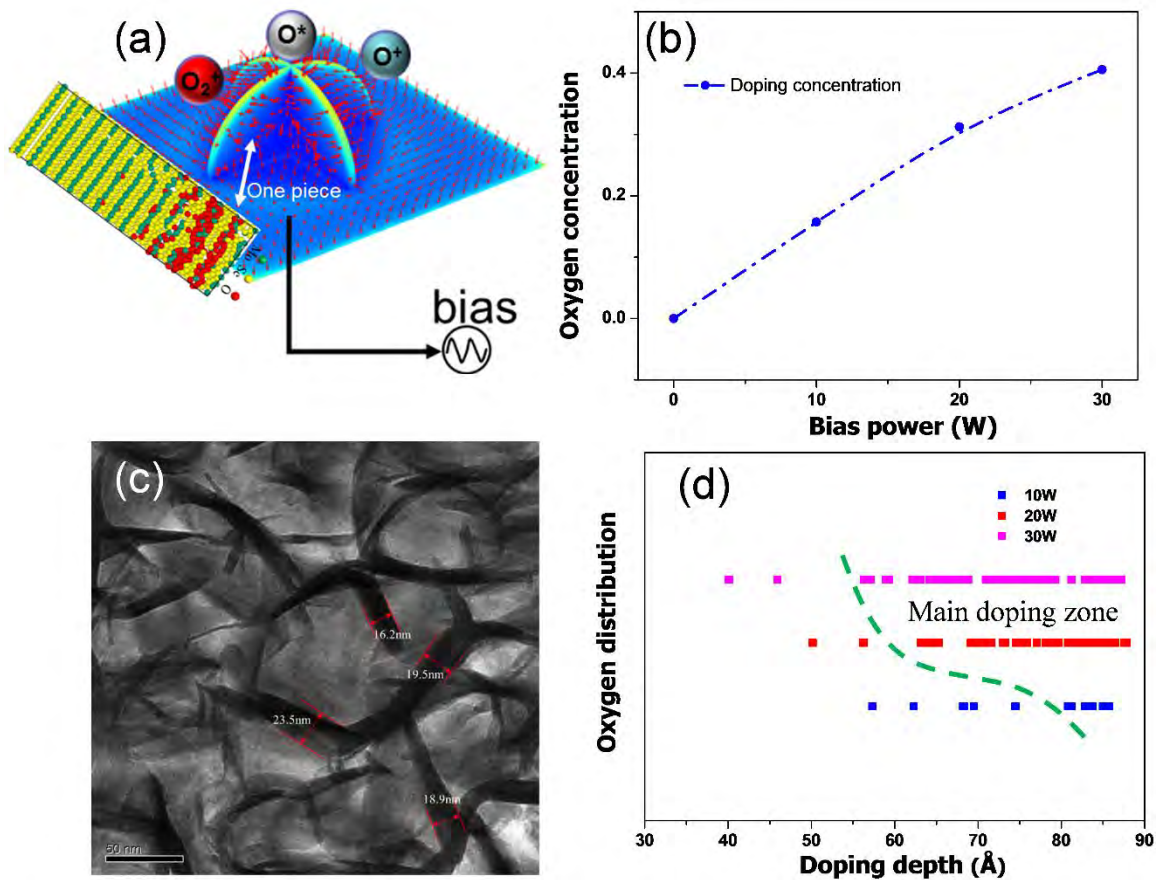 (a)
O*
O₂⁺
O⁺
One piece
Mo
Se
O
bias
(b)
Oxygen concentration
0.4
0.2
0.0
Doping concentration
0
10
20
30
Bias power (W)
(c)
16.2nm
19.5nm
23.5nm
18.9nm
50 nm
(d)
Oxygen distribution
10W
20W
30W
Main doping zone
30
40
50
60
70
80
90
Doping depth (Å)